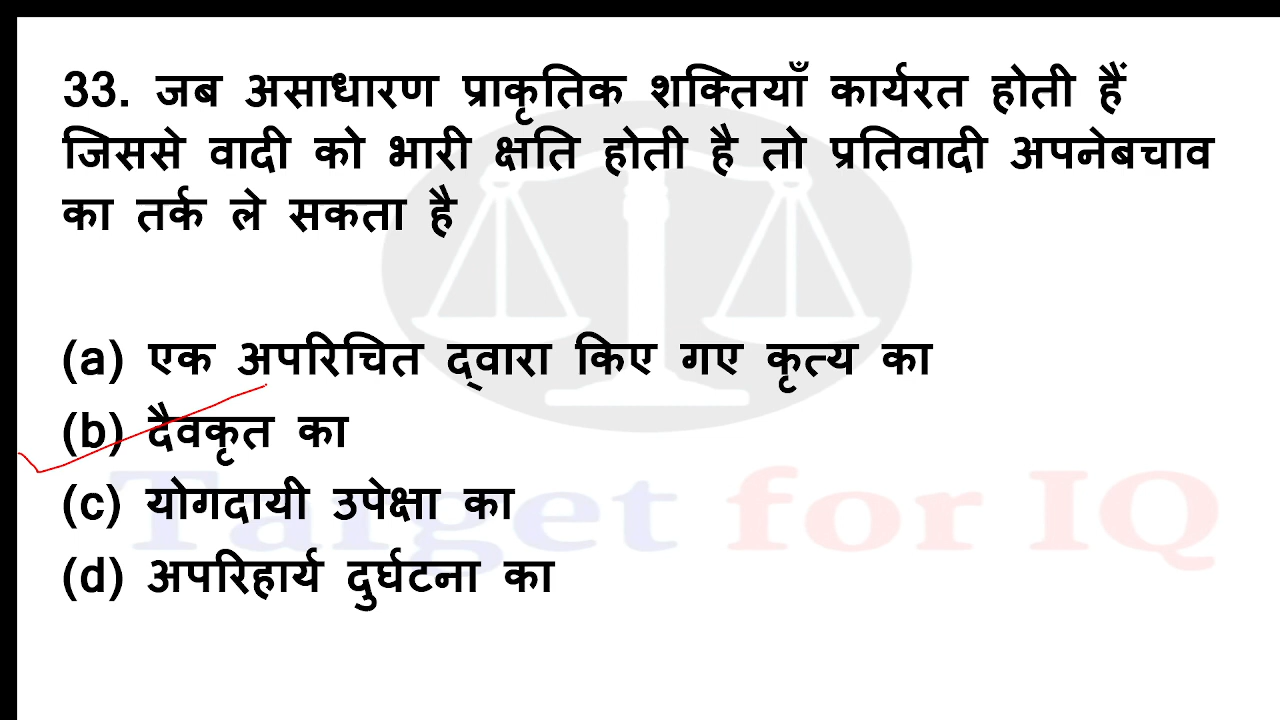 33. जब असाधारण प्राकृतिक शक्तियाँ कार्यरत होती हैं
जिससे वादी को भारी क्षति होती है तो प्रतिवादी अपनेबचाव
का तर्क ले सकता है
(a) एक अपरिचित द्वारा किए गए कृत्य का
(b) दैवकृत का
(c) योगदायी उपेक्षा का
Target for IQ
(d) अपरिहार्य दुर्घटना का